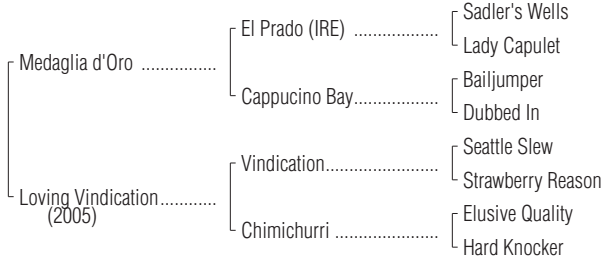 Sadler's Wells
El Prado (IRE) ..................
Lady Capulet
Medaglia d'Oro ................
Bailjumper
Cappucino Bay..................
Dubbed In
Seattle Slew
Vindication........................
Strawberry Reason
Loving Vindication............
(2005)
Elusive Quality
Chimichurri ......................
Hard Knocker